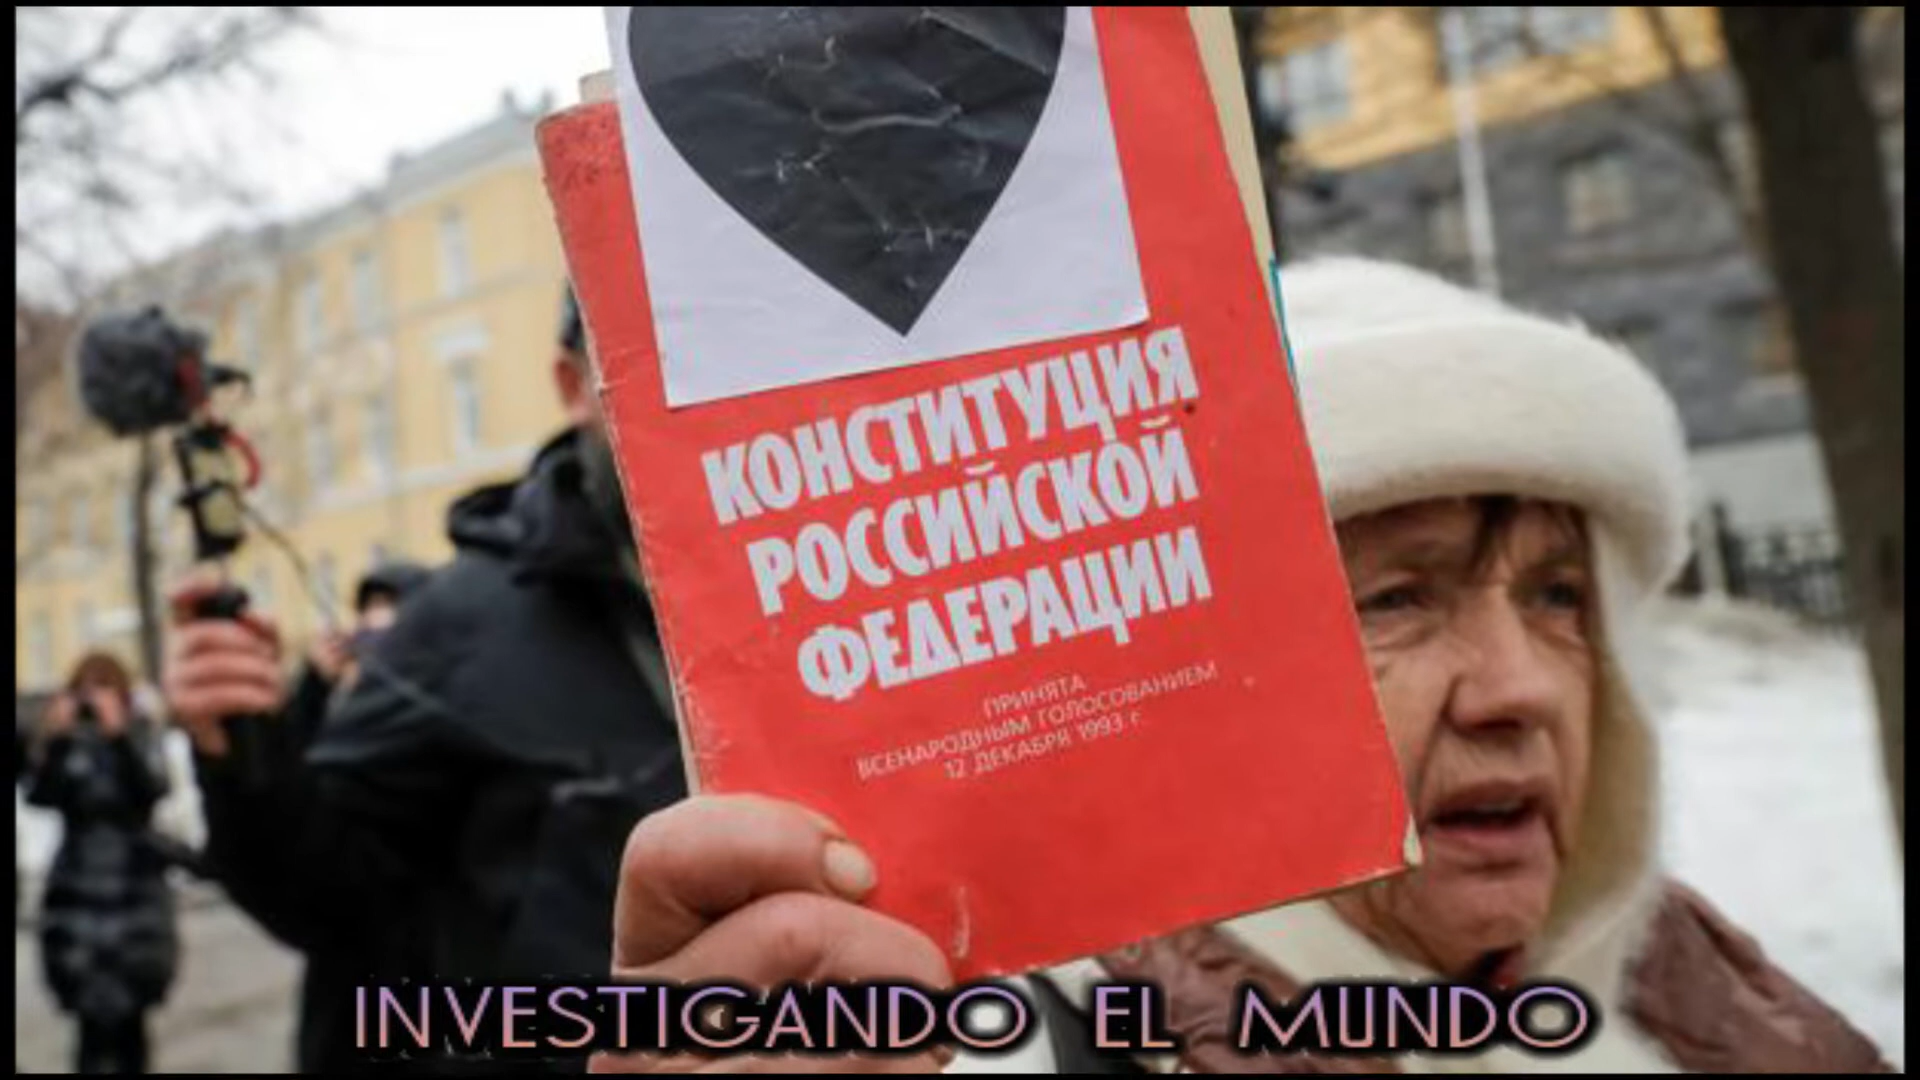 КОНСТИТУЦИЯ
РОССИЙСКОЙ
ФЕДЕРАЦИИ
ПРИНЯТА
ВСЕНАРОДНЫМ ГОЛОСОВАНИЕМ
12 ДЕКАБРЯ 1993 г.
INVESTIGANDO EL MUNDO